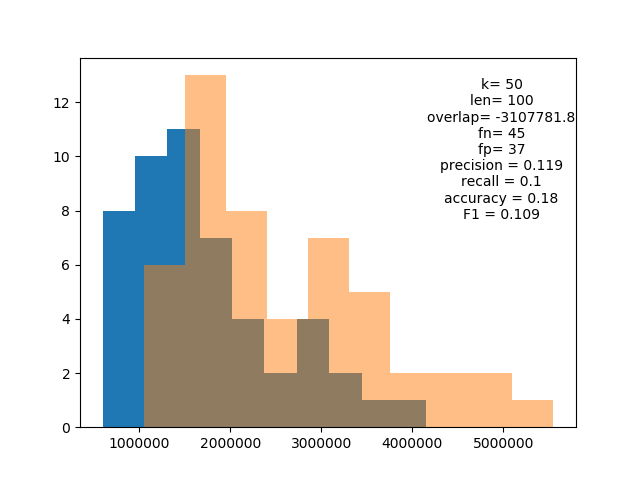 k= 50
len= 100
overlap= -3107781.8
fn= 45
fp= 37
precision = 0.119
recall = 0.1
accuracy = 0.18
F1 = 0.109
12
10
8
6
4
2
0
1000000 2000000 3000000 4000000 5000000